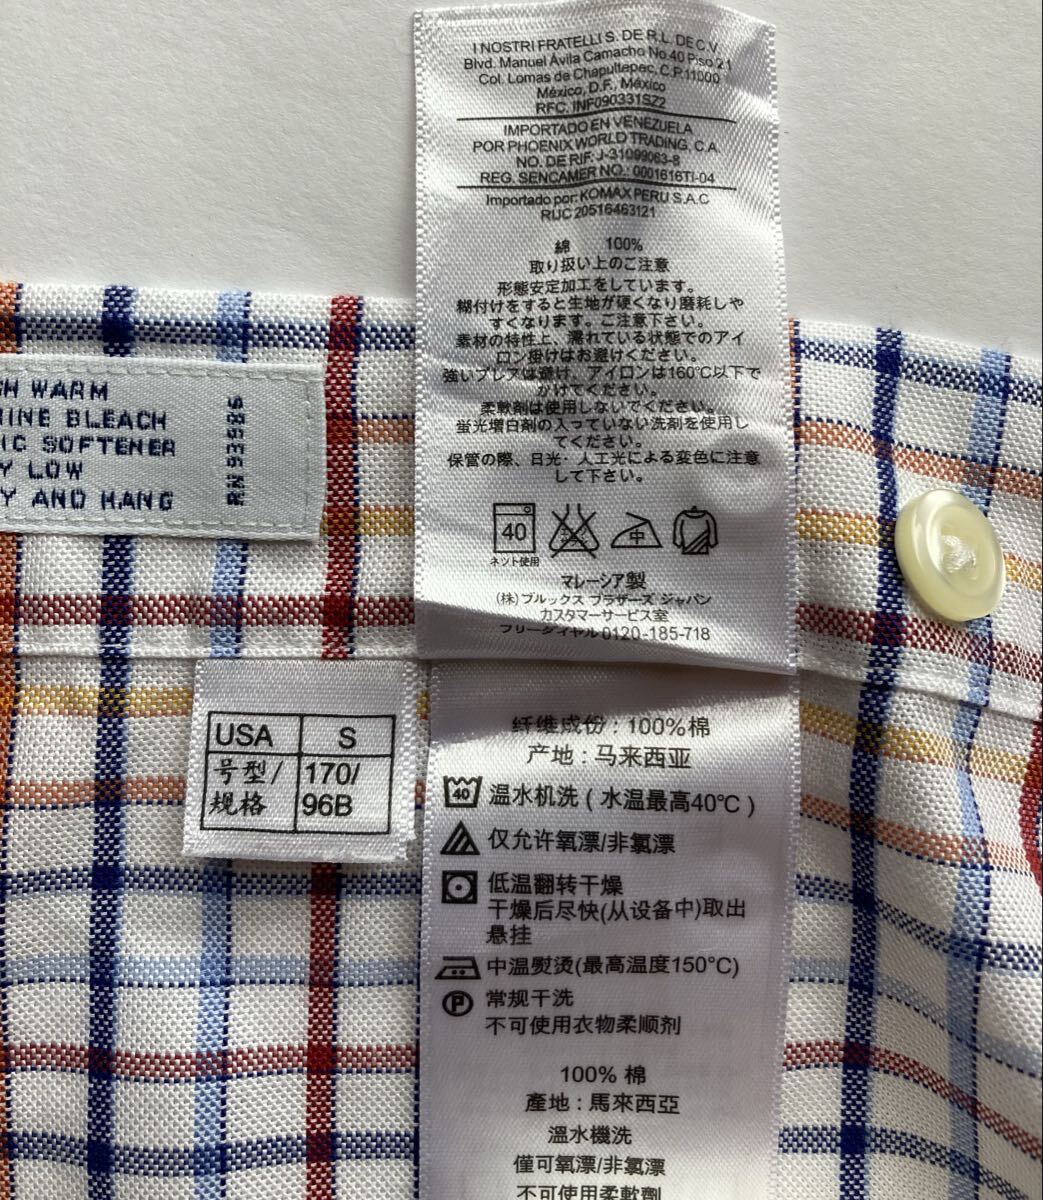 I NOSTRI FRATELLI S. DE R.L. DE C.V.
Blvd. Manuel Ávila Camacho No.40 Piso 21
Col. Lomas de Chapultepec, C.P.11000
México, D.F., México
RFC. INF090331SZ2
IMPORTADO EN VENEZUELA
POR PHOENIX WORLD TRADING, C.A.
NO. DE RIF: J-31099063-8
REG. SENCAMER NO.: 0001616TI-04
Importado por: KOMAX PERU S.A.C
RUC 20516463121
綿 100%
取り扱い上のご注意
形態安定加工をしています。
糊付けをすると生地が硬くなり磨耗しや
すくなります。ご注意下さい。
素材の特性上、濡れている状態でのアイ
ロン掛けはお避けください。
強いプレスは避け、アイロンは160℃以下で
かけてください。
柔軟剤は使用しないでください。
蛍光増白剤の入っていない洗剤を使用し
てください。
保管の際、日光・人工光による変色に注意
して下さい。
40
中
ネット使用
マレーシア製
(株)ブルックス ブラザーズ ジャパン
カスタマーサービス室
フリーダイヤル0120-185-718
WARM
BLEACH
SOFTENER
LOW
AND HANG
RN 93585
USA S
号型/ 170/
规格 96B
纤维成份：100%棉
产地：马来西亚
40 温水机洗 ( 水温最高40℃ )
仅允许氧漂/非氯漂
低温翻转干燥
干燥后尽快(从设备中)取出
悬挂
中温熨烫(最高温度150℃)
P 常规干洗
不可使用衣物柔顺剂
100% 棉
產地：馬來西亞
溫水機洗
僅可氧漂/非氯漂
不可使用柔軟劑